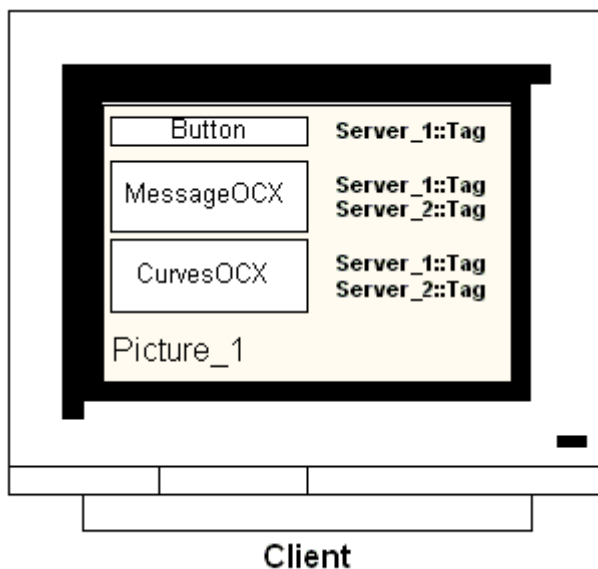 Button Server_1::Tag
MessageOCX Server_1::Tag
Server_2::Tag
CurvesOCX Server_1::Tag
Server_2::Tag
Picture_1
Client